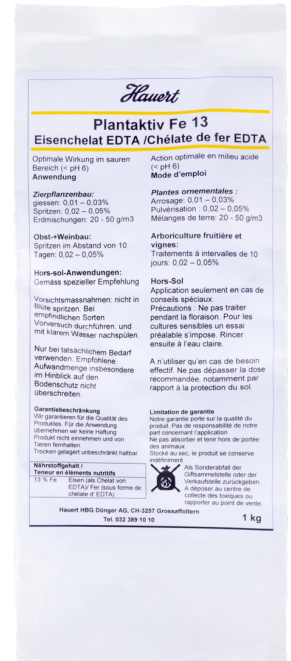 Hauert
Plantaktiv Fe 13
Eisenchelat EDTA /Chélate de fer EDTA
Optimale Wirkung im sauren
Bereich (< pH 6)
Anwendung
Zierpflanzenbau:
giessen: 0,01 – 0,03%
Spritzen: 0,02 – 0,05%
Erdmischungen: 20 - 50 g/m3
Obst-+Weinbau:
Spritzen im Abstand von 10
Tagen: 0,02 – 0,05%
Hors-sol-Anwendungen:
Gemäss spezieller Empfehlung
Vorsichtsmassnahmen: nicht in
Blüte spritzen. Bei
empfindlichen Sorten
Vorversuch durchführen, und
mit klarem Wasser nachspülen.
Nur bei tatsächlichem Bedarf
verwenden. Empfohlene
Aufwandmenge insbesondere
im Hinblick auf den
Bodenschutz nicht
überschreiten.
Action optimale en milieu acide
(< pH 6)
Mode d'emploi
Plantes ornementales :
Arrosage: 0,01 – 0,03%
Pulvérisation : 0,02 – 0,05%
Mélanges de terre: 20 - 50 g/m3
Arboriculture fruitière et
vignes:
Traitements à intervalles de 10
jours: 0,02 – 0,05%
Hors-Sol
Application seulement en cas de
conseils spéciaux.
Précautions : Ne pas traiter
pendant la floraison. Pour les
cultures sensibles un essai
préalable s'impose. Rincer
ensuite à l'eau claire.
A n'utiliser qu'en cas de besoin
effectif. Ne pas dépasser la dose
recommandée, notamment par
rapport à la protection du sol.
Garantiebeschränkung
Wir garantieren für die Qualität des
Produktes. Für die Anwendung
übernehmen wir keine Haftung
Produkt nicht einnehmen und von
Tieren fernhalten.
Trocken gelagert unbeschränkt haltbar.
Limitation de garantie
Notre garantie porte sur la qualité du
produit. Pas de responsabilité de notre
part concernant l'application
Ne pas absorber et tenir hors de portée
des animaux.
Stocké au sec, le produit se conserve
indéfiniment
Nährstoffgehalt /
Teneur en éléments nutritifs
13 % Fe Eisen (als Chelat von
EDTA)/ Fer (sous forme de
chélate d' EDTA)
Als Sonderabfall der
Giftsammelstelle oder der
Verkaufstelle zurückgeben.
A déposer au centre de
collecte des toxiques ou
rapporter au point de vente.
Hauert HBG Dünger AG, CH-3257 Grossaffoltern
Tel. 032 389 10 10
1 kg